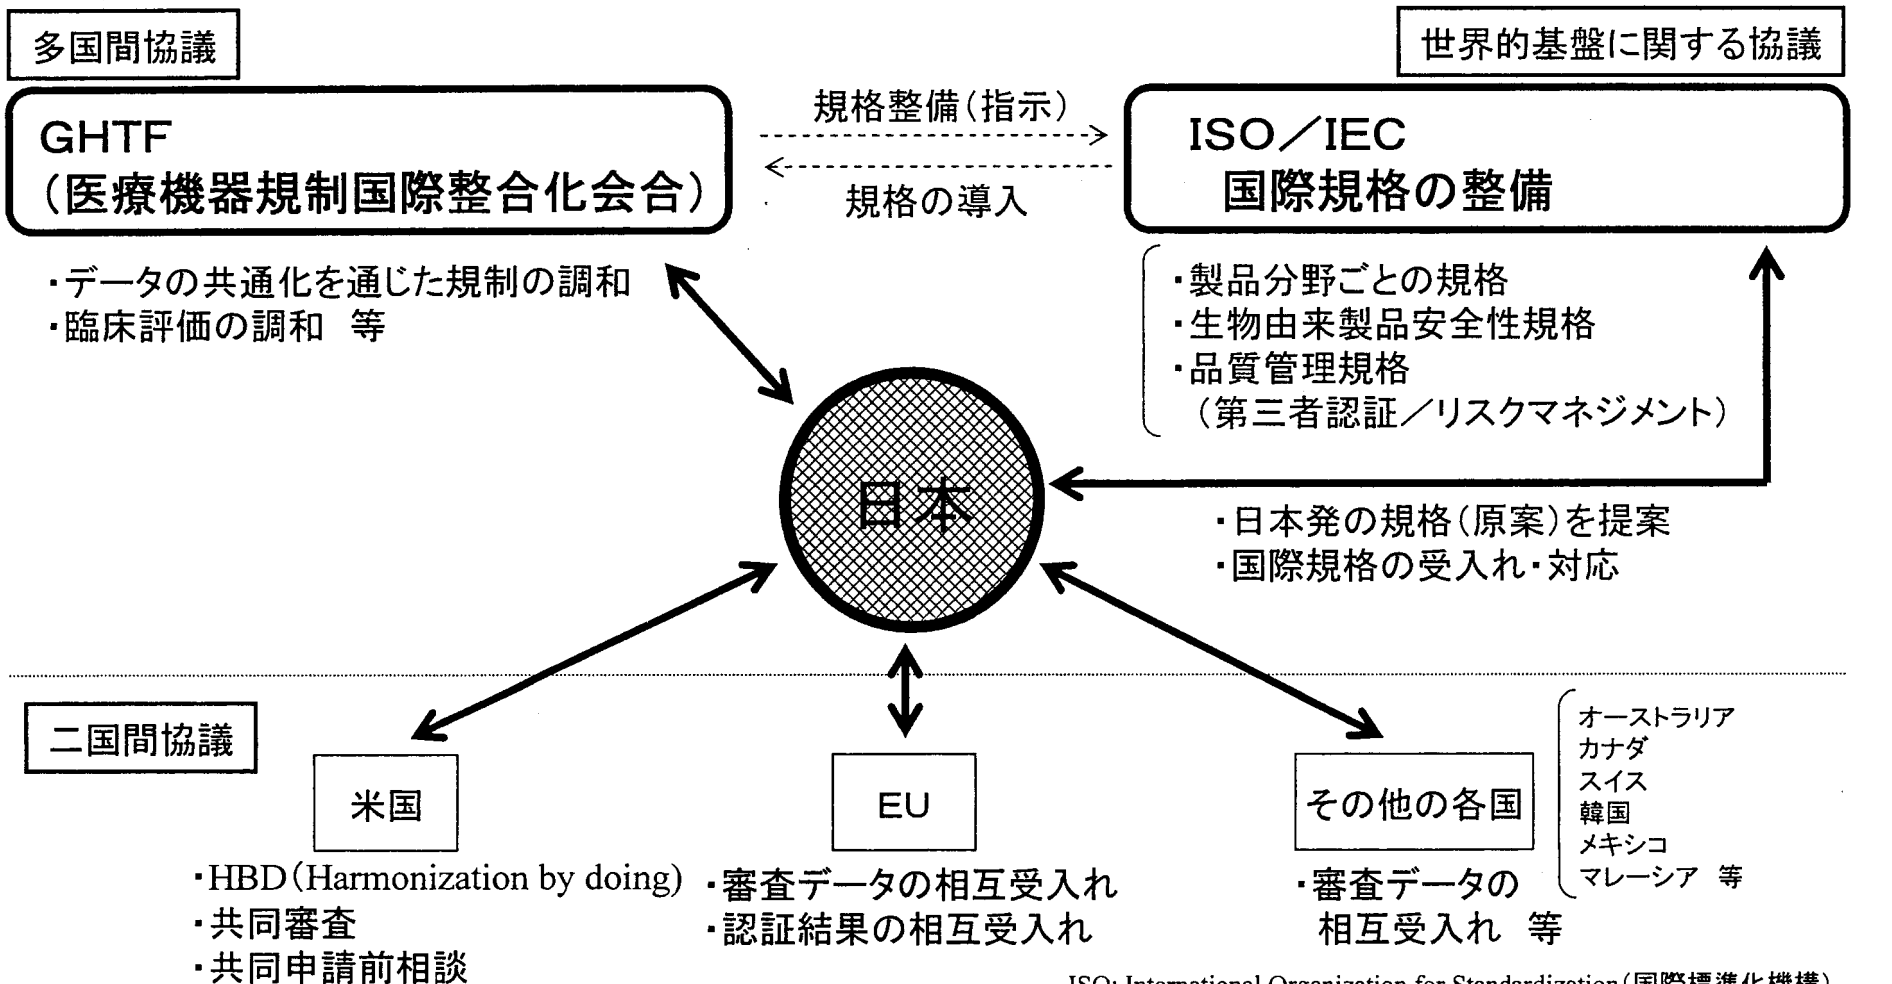 多国間協議
世界的基盤に関する協議
GHTF
（医療機器規制国際整合化会合）
規格整備（指示）
規格の導入
ISO／IEC
国際規格の整備
・データの共通化を通じた規制の調和
・臨床評価の調和 等
・製品分野ごとの規格
・生物由来製品安全性規格
・品質管理規格
（第三者認証／リスクマネジメント）
日本
・日本発の規格（原案）を提案
・国際規格の受入れ・対応
二国間協議
米国
・HBD（Harmonization by doing）
・共同審査
・共同申請前相談
EU
・審査データの相互受入れ
・認証結果の相互受入れ
その他の各国
オーストラリア
カナダ
スイス
韓国
メキシコ
マレーシア 等
・審査データの
相互受入れ 等
ISO: International Organization for Standardization（国際標準化機構）